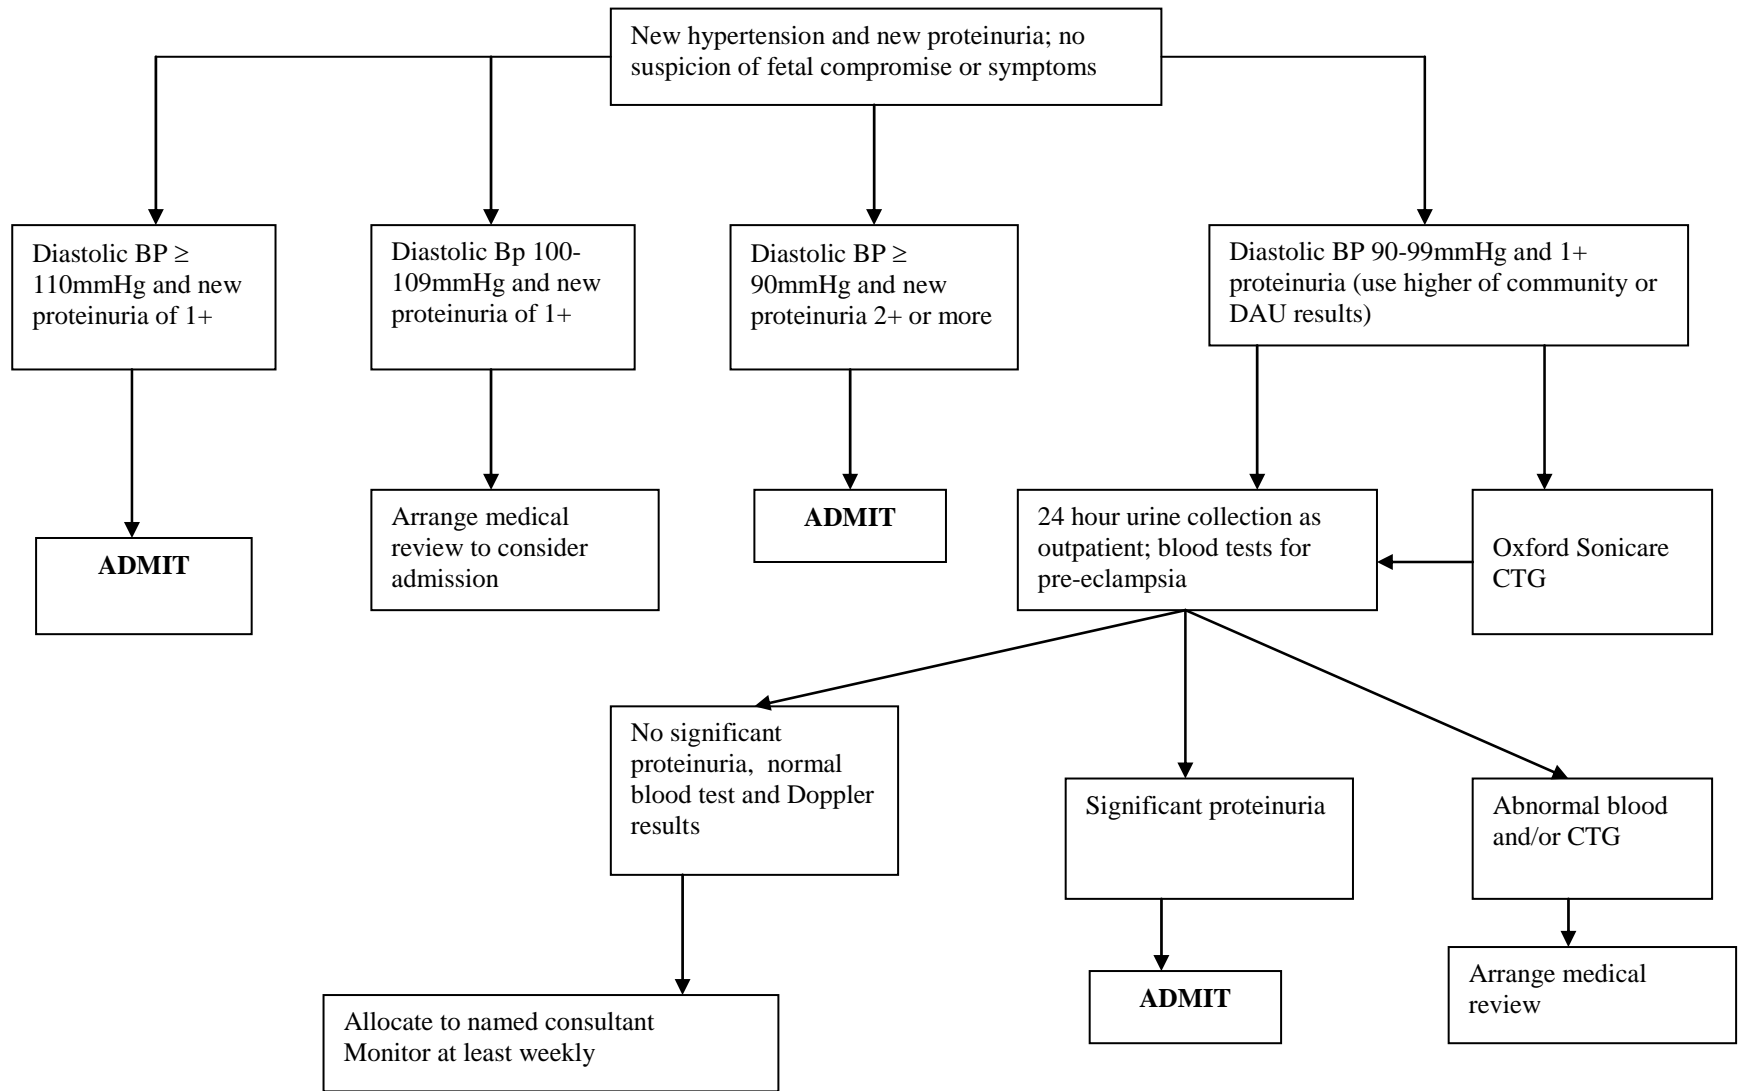 New hypertension and new proteinuria; no
suspicion of fetal compromise or symptoms
Diastolic BP ≥
110mmHg and new
proteinuria of 1+
Diastolic Bp 100-
109mmHg and new
proteinuria of 1+
Diastolic BP ≥
90mmHg and new
proteinuria 2+ or more
Diastolic BP 90-99mmHg and 1+
proteinuria (use higher of community or
DAU results)
ADMIT
Arrange medical
review to consider
admission
ADMIT
24 hour urine collection as
outpatient; blood tests for
pre-eclampsia
Oxford Sonicare
CTG
No significant
proteinuria,  normal
blood test and Doppler
results
Significant proteinuria
Abnormal blood
and/or CTG
Allocate to named consultant
Monitor at least weekly
ADMIT
Arrange medical
review